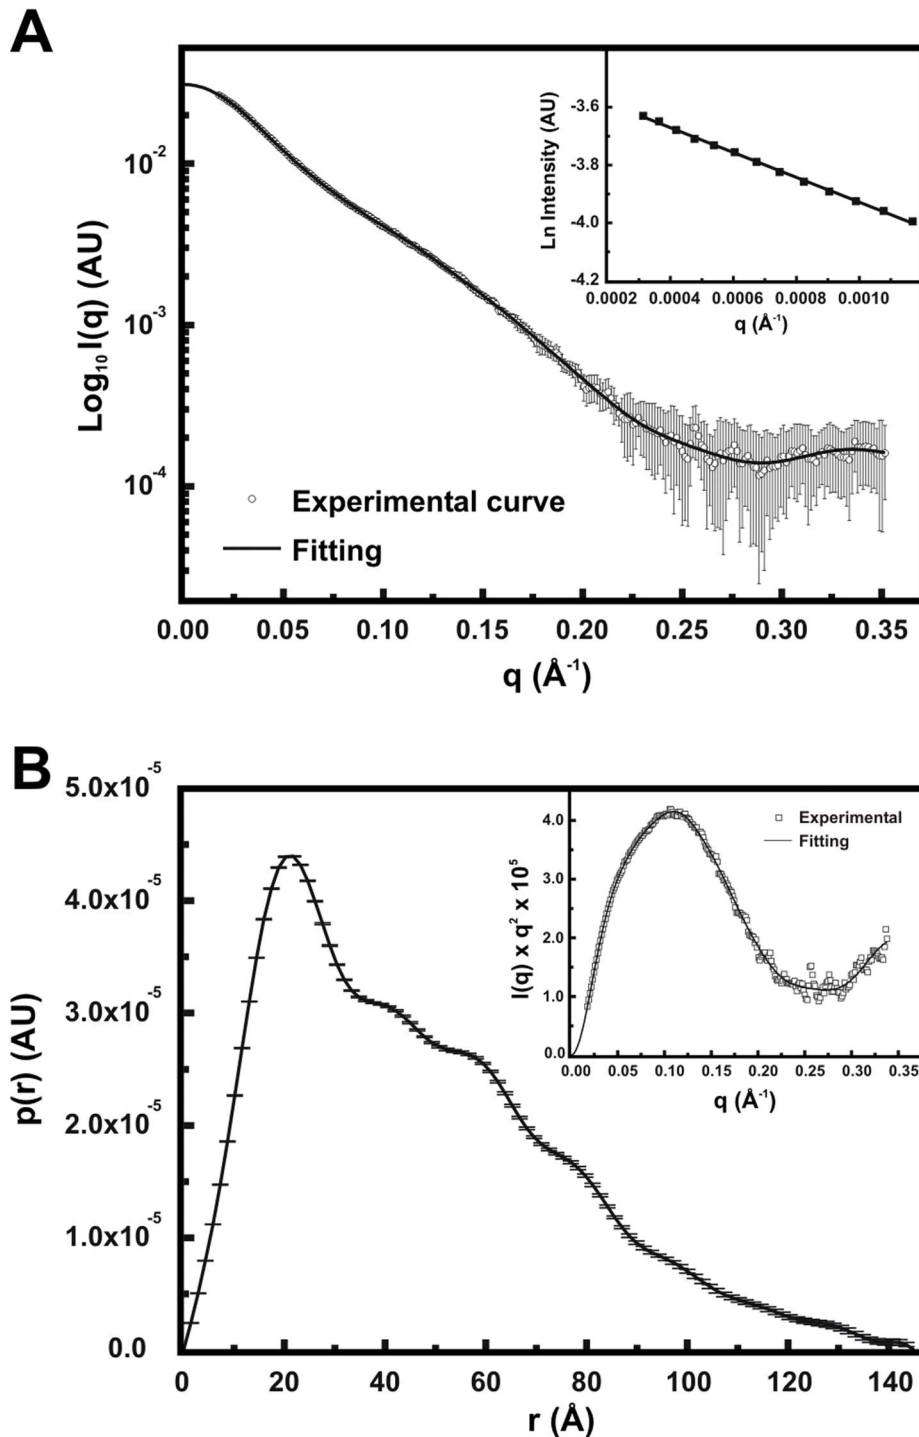 A
Log₁₀ I(q) (AU)
10⁻²
10⁻³
10⁻⁴
Experimental curve
Fitting
0.00 0.05 0.10 0.15 0.20 0.25 0.30 0.35
q (Å⁻¹)
Ln Intensity (AU)
-3.6
-3.8
-4.0
-4.2
0.0002 0.0004 0.0006 0.0008 0.0010
q (Å⁻¹)
B
p(r) (AU)
5.0x10⁻⁵
4.0x10⁻⁵
3.0x10⁻⁵
2.0x10⁻⁵
1.0x10⁻⁵
0.0
0 20 40 60 80 100 120 140
r (Å)
I(q) x q² x 10⁵
4.0
3.0
2.0
1.0
0.0
Experimental
Fitting
0.00 0.05 0.10 0.15 0.20 0.25 0.30 0.35
q (Å⁻¹)